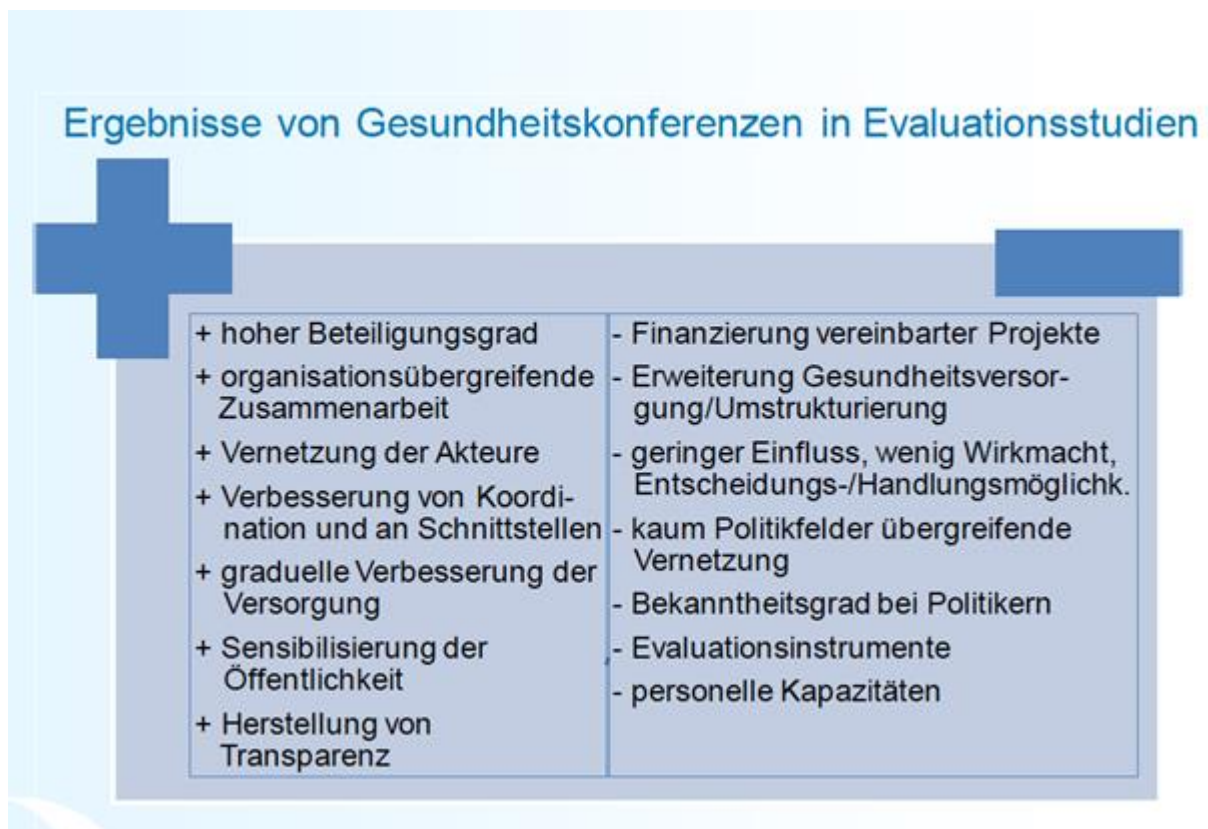 Ergebnisse von Gesundheitskonferenzen in Evaluationsstudien
+ hoher Beteiligungsgrad
+ organisationsübergreifende
Zusammenarbeit
+ Vernetzung der Akteure
+ Verbesserung von Koordi-
nation und an Schnittstellen
+ graduelle Verbesserung der
Versorgung
+ Sensibilisierung der
Öffentlichkeit
+ Herstellung von
Transparenz
- Finanzierung vereinbarter Projekte
- Erweiterung Gesundheitsversor-
gung/Umstrukturierung
- geringer Einfluss, wenig Wirkmacht,
Entscheidungs-/Handlungsmöglichk.
- kaum Politikfelder übergreifende
Vernetzung
- Bekanntheitsgrad bei Politikern
- Evaluationsinstrumente
- personelle Kapazitäten